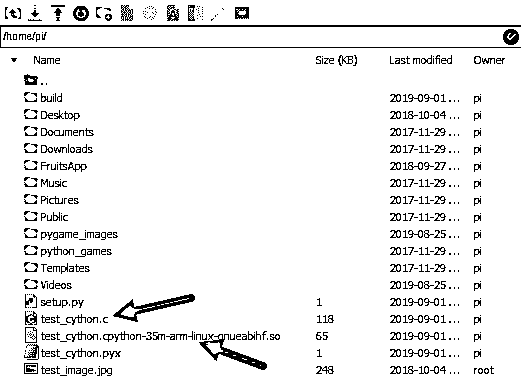 /home/pi/
Name Size (KB) Last modified Owner
..
build 2019-09-01... pi
Desktop 2018-10-04... pi
Documents 2017-11-29... pi
Downloads 2017-11-29... pi
FruitsApp 2018-09-27... pi
Music 2017-11-29... pi
Pictures 2017-11-29... pi
Public 2017-11-29... pi
pygame_images 2019-08-25... pi
python_games 2017-11-29... pi
Templates 2017-11-29... pi
Videos 2019-08-25... pi
setup.py 1 2019-09-01... pi
test_cython.c 118 2019-09-01... pi
test_cython.cpython-35m-arm-linux-gnueabihf.so 65 2019-09-01... pi
test_cython.pyx 1 2019-09-01... pi
test_image.jpg 248 2018-10-04... root